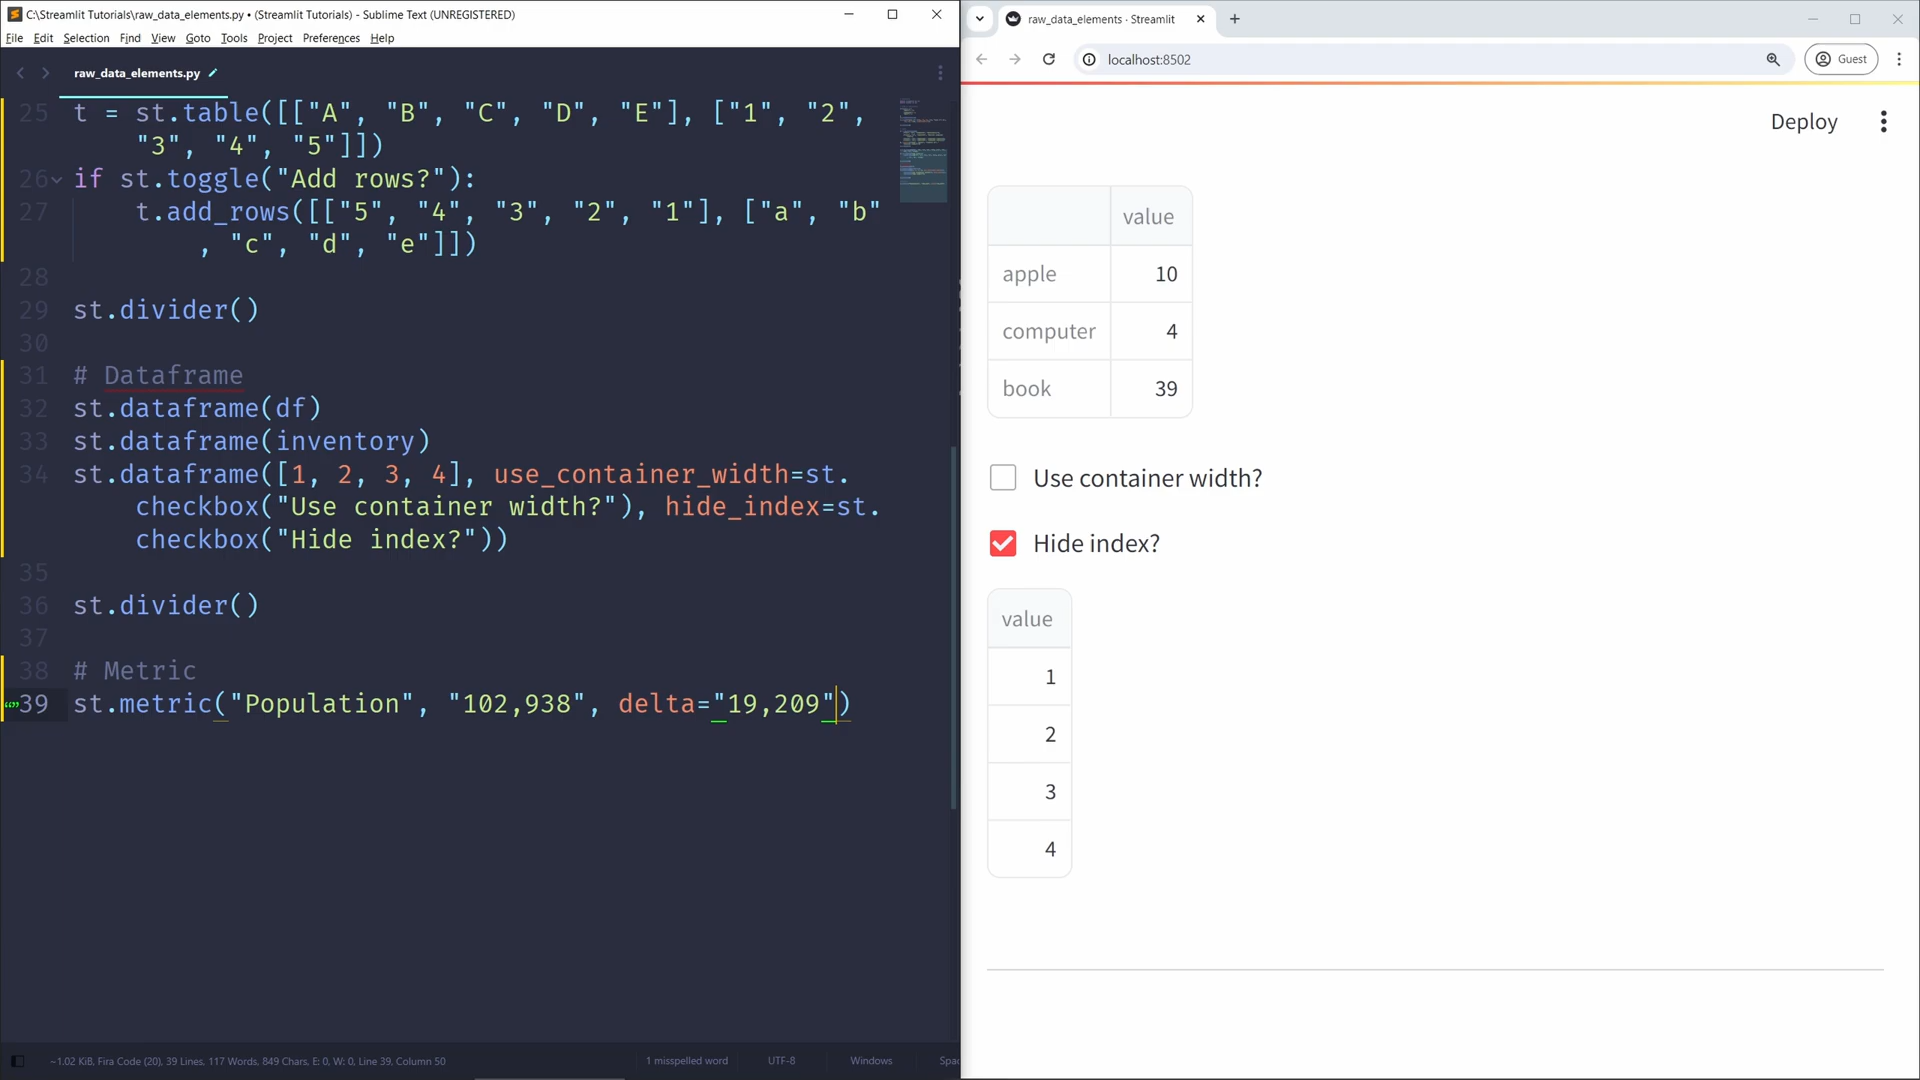 C:\Streamlit Tutorials\raw_data_elements.py • (Streamlit Tutorials) - Sublime Text (UNREGISTERED)
File Edit Selection Find View Goto Tools Project Preferences Help
raw_data_elements.py
25 t = st.table([["A", "B", "C", "D", "E"], ["1", "2",
"3", "4", "5"]])
26 if st.toggle("Add rows?"):
27 t.add_rows([["5", "4", "3", "2", "1"], ["a", "b"
, "c", "d", "e"]])
28
29 st.divider()
30
31 # Dataframe
32 st.dataframe(df)
33 st.dataframe(inventory)
34 st.dataframe([1, 2, 3, 4], use_container_width=st.
checkbox("Use container width?"), hide_index=st.
checkbox("Hide index?"))
35
36 st.divider()
37
38 # Metric
39 st.metric("Population", "102,938", delta="19,209")
~1.02 KiB, Fira Code (20), 39 Lines, 117 Words, 849 Chars, E: 0, W: 0, Line 39, Column 50
1 misspelled word
UTF-8
Windows
Spac
raw_data_elements · Streamlit
localhost:8502
Guest
Deploy
value
apple 10
computer 4
book 39
Use container width?
Hide index?
value
1
2
3
4